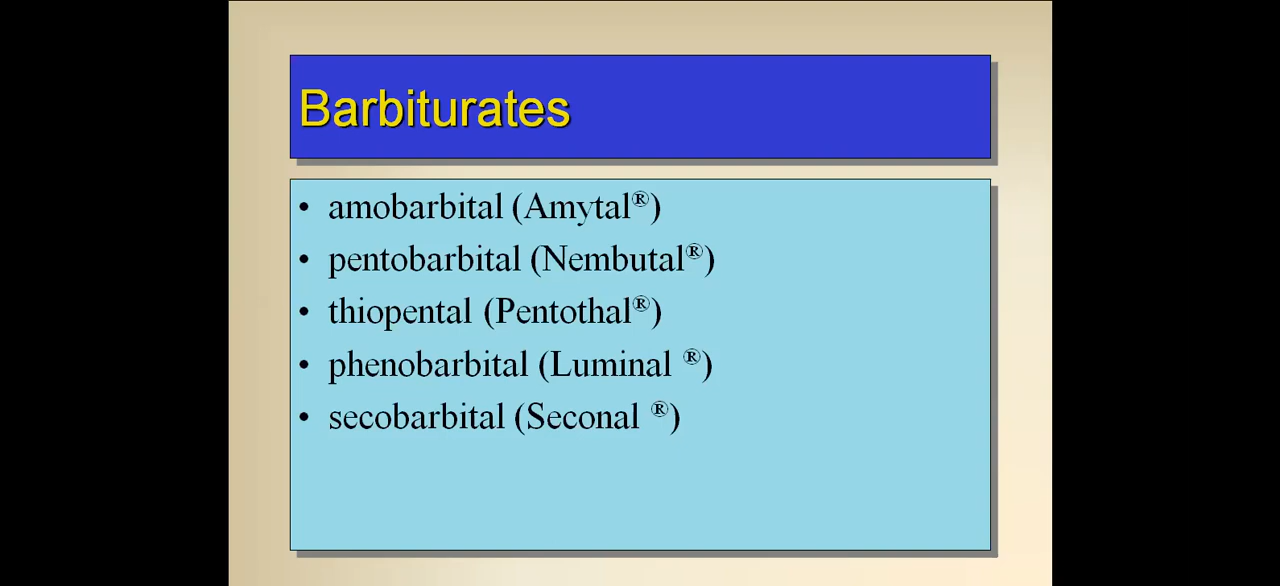 Barbiturates
• amobarbital (Amytal®)
• pentobarbital (Nembutal®)
• thiopental (Pentothal®)
• phenobarbital (Luminal ®)
• secobarbital (Seconal ®)